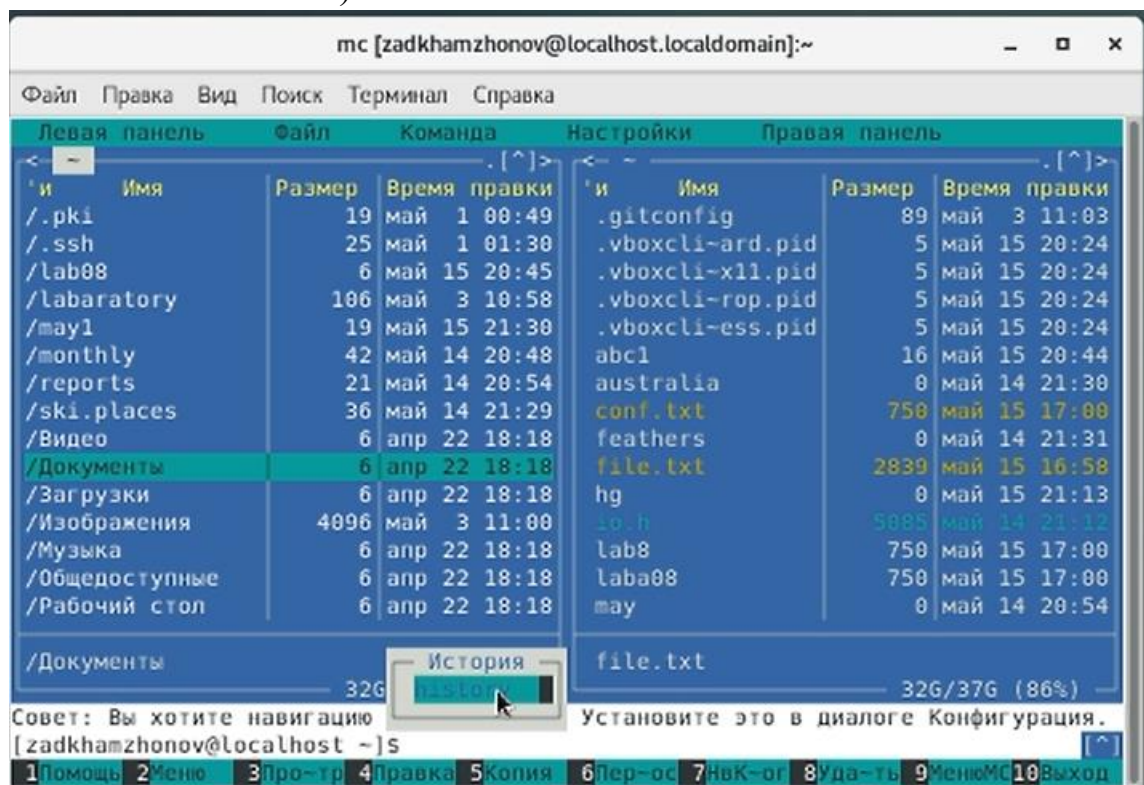 mc [zadkhamzhonov@localhost.localdomain]:~
Файл Правка Вид Поиск Терминал Справка
Левая панель Файл Команда Настройки Правая панель
<- ~ .[^]> <- ~ .[^]>
'и Имя Размер Время правки 'и Имя Размер Время правки
/.pki 19 май 1 00:49 .gitconfig 89 май 3 11:03
/.ssh 25 май 1 01:30 .vboxcli~ard.pid 5 май 15 20:24
/lab08 6 май 15 20:45 .vboxcli~x11.pid 5 май 15 20:24
/labaratory 106 май 3 10:58 .vboxcli~rop.pid 5 май 15 20:24
/may1 19 май 15 21:30 .vboxcli~ess.pid 5 май 15 20:24
/monthly 42 май 14 20:48 abc1 16 май 15 20:44
/reports 21 май 14 20:54 australia 0 май 14 21:30
/ski.places 36 май 14 21:29 conf.txt 750 май 15 17:00
/Видео 6 апр 22 18:18 feathers 0 май 14 21:31
/Документы 6 апр 22 18:18 file.txt 2839 май 15 16:58
/Загрузки 6 апр 22 18:18 hg 0 май 15 21:13
/Изображения 4096 май 3 11:00 io.h 5085 май 14 21:12
/Музыка 6 апр 22 18:18 lab8 750 май 15 17:00
/Общедоступные 6 апр 22 18:18 laba08 750 май 15 17:00
/Рабочий стол 6 апр 22 18:18 may 0 май 14 20:54
/Документы История file.txt
32G history 32G/37G (86%)
Совет: Вы хотите навигацию Установите это в диалоге Конфигурация.
[zadkhamzhonov@localhost ~]$ [^]
1Помощь 2Меню 3Про~тр 4Правка 5Копия 6Пер~ос 7НвК~ог 8Уда~ть 9МенюMC 10Выход